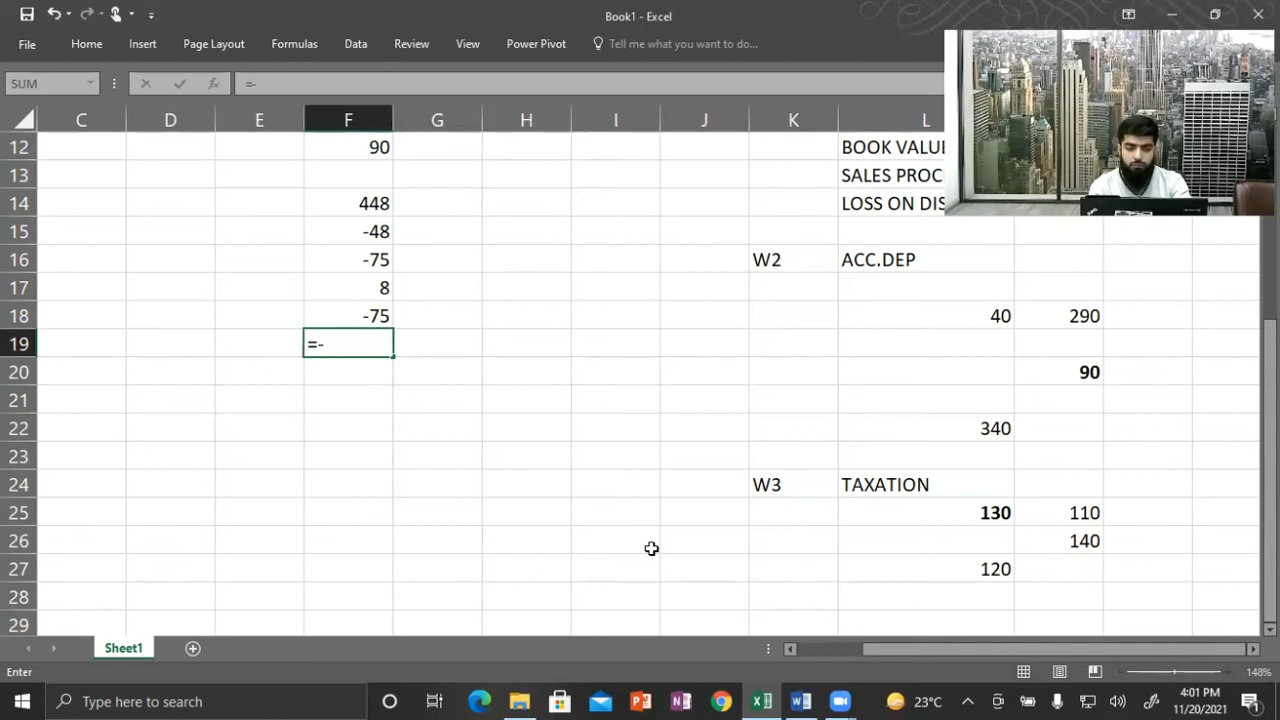 Book1 - Excel
File Home Insert Page Layout Formulas Data Review View Power Pivot Tell me what you want to do...
SUM fx =-
C D E F G H I J K L
12 90 BOOK VALU
13 SALES PROC
14 448 LOSS ON DIS
15 -48
16 -75 W2 ACC.DEP
17 8
18 -75 40 290
19 =-
20 90
21
22 340
23
24 W3 TAXATION
25 130 110
26 140
27 120
28
29
Sheet1
Enter 148%
Type here to search 23°C 4:01 PM
11/20/2021 1